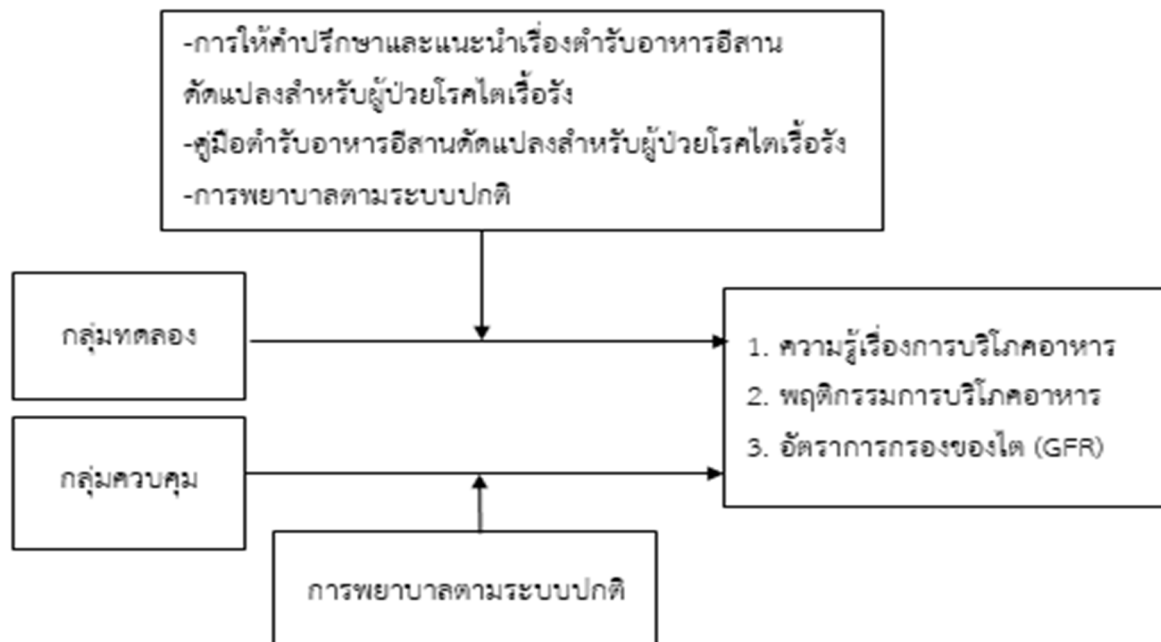 -การให้คำปรึกษาและแนะนำเรื่องตำรับอาหารอีสาน
ดัดแปลงสำหรับผู้ป่วยโรคไตเรื้อรัง
-คู่มือตำรับอาหารอีสานดัดแปลงสำหรับผู้ป่วยโรคไตเรื้อรัง
-การพยาบาลตามระบบปกติ
กลุ่มทดลอง
1. ความรู้เรื่องการบริโภคอาหาร
2. พฤติกรรมการบริโภคอาหาร
3. อัตราการกรองของไต (GFR)
กลุ่มควบคุม
การพยาบาลตามระบบปกติ